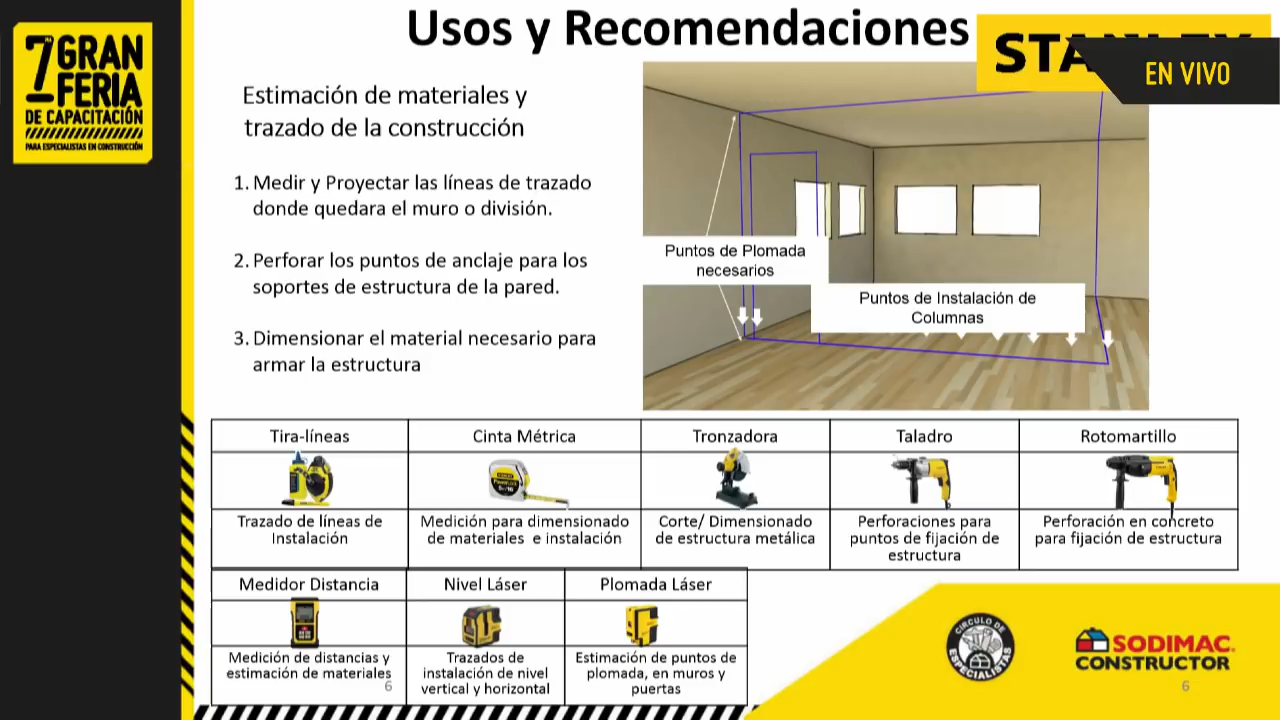 Usos y Recomendaciones
7MA GRAN
FERIA
DE CAPACITACIÓN
PARA ESPECIALISTAS EN CONSTRUCCIÓN
EN VIVO
Estimación de materiales y
trazado de la construcción
1. Medir y Proyectar las líneas de trazado
donde quedara el muro o división.
2. Perforar los puntos de anclaje para los
soportes de estructura de la pared.
3. Dimensionar el material necesario para
armar la estructura
Puntos de Plomada
necesarios
Puntos de Instalación de
Columnas
Tira-líneas
Cinta Métrica
Tronzadora
Taladro
Rotomartillo
Trazado de líneas de
Instalación
Medición para dimensionado
de materiales e instalación
Corte/ Dimensionado
de estructura metálica
Perforaciones para
puntos de fijación de
estructura
Perforación en concreto
para fijación de estructura
Medidor Distancia
Nivel Láser
Plomada Láser
Medición de distancias y
estimación de materiales
Trazados de
instalación de nivel
vertical y horizontal
Estimación de puntos de
plomada, en muros y
puertas
6
CIRCULO DE
ESPECIALISTAS
SODIMAC
CONSTRUCTOR
6